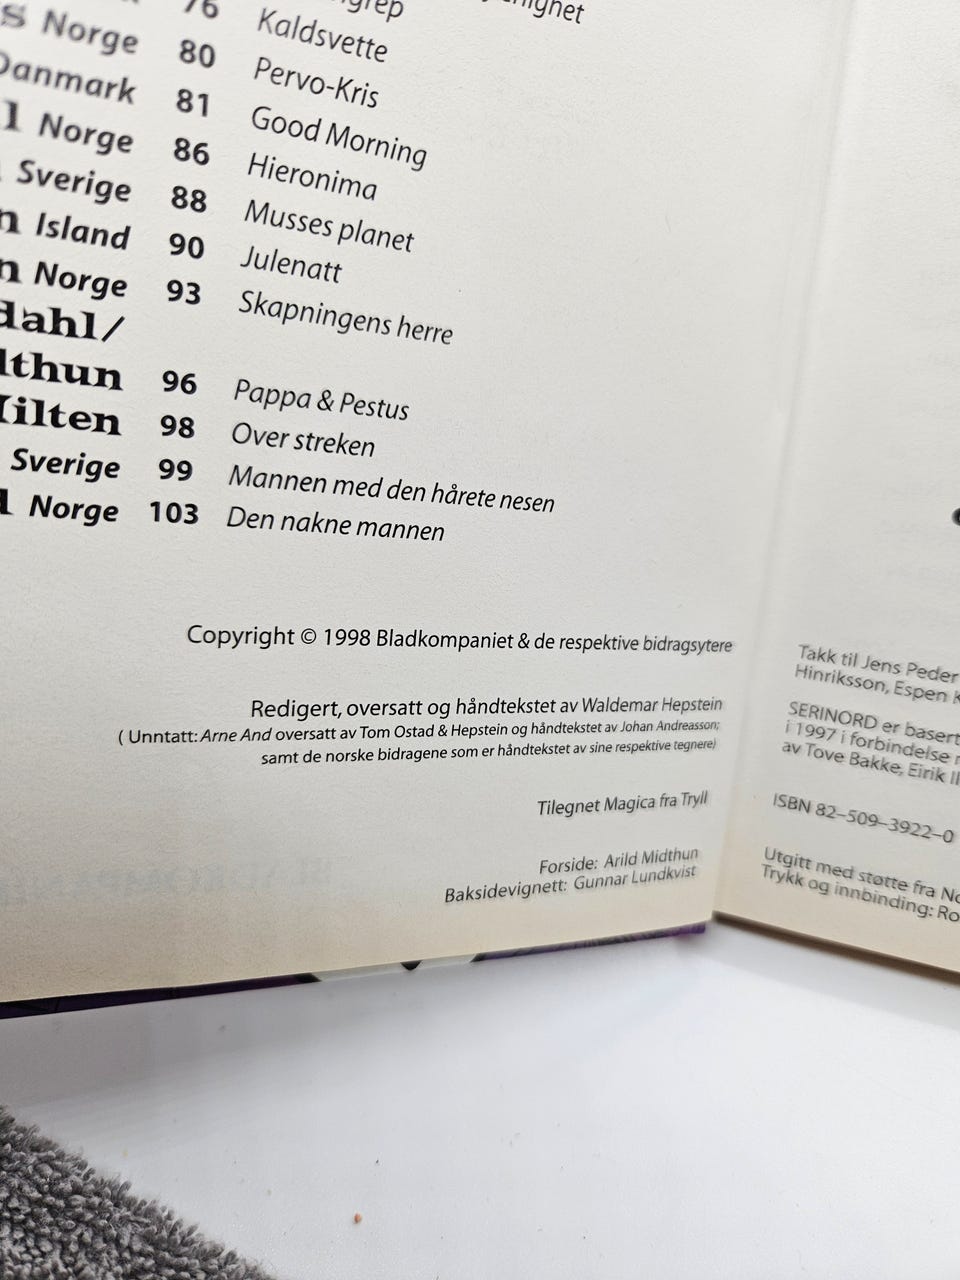 76
s Norge 80 Kaldsvette
Danmark 81 Pervo-Kris
l Norge 86 Good Morning
Sverige 88 Hieronima
n Island 90 Musses planet
n Norge 93 Julenatt
dahl/ Skapningens herre
lthun 96 Pappa & Pestus
Hilten 98 Over streken
Sverige 99 Mannen med den hårete nesen
Norge 103 Den nakne mannen
Copyright © 1998 Bladkompaniet & de respektive bidragsytere
Redigert, oversatt og håndtekstet av Waldemar Hepstein
( Unntatt: Arne And oversatt av Tom Ostad & Hepstein og håndtekstet av Johan Andreasson;
samt de norske bidragene som er håndtekstet av sine respektive tegnere)
Tilegnet Magica fra Tryll
Forside: Arild Midthun
Baksidevignett: Gunnar Lundkvist
Takk til Jens Peder
Hinriksson, Espen K
SERINORD er basert
i 1997 i forbindelse
av Tove Bakke, Eirik Il
ISBN 82–509–3922–0
Utgitt med støtte fra No
Trykk og innbinding: Ro